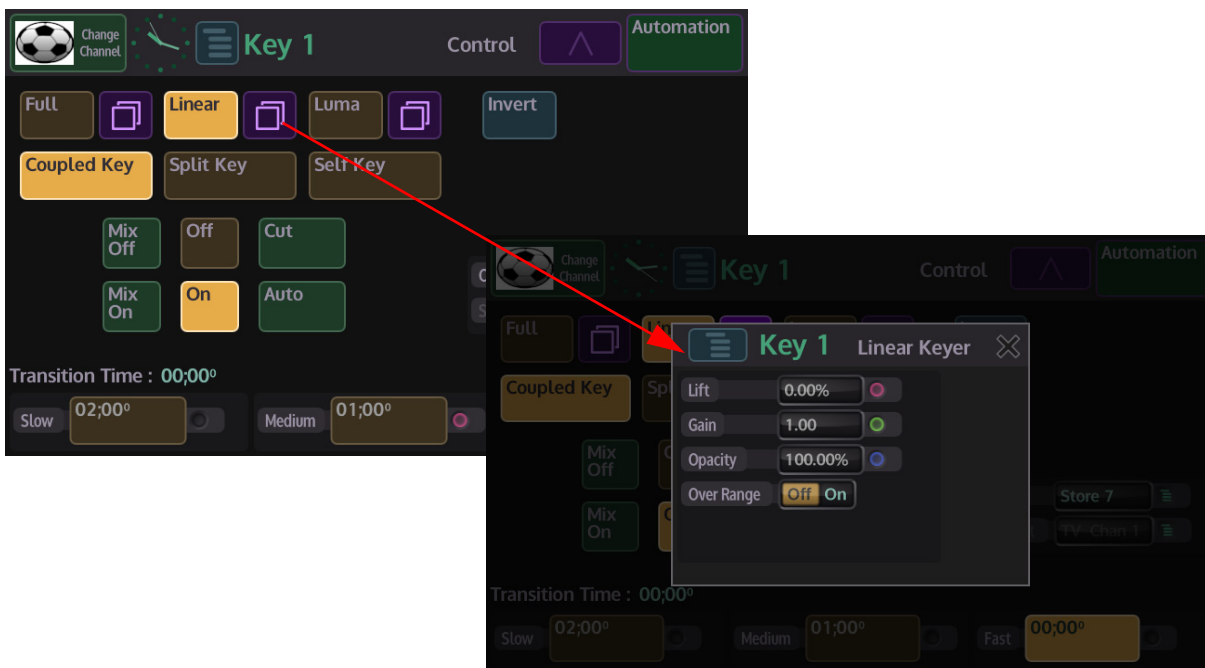 Change
Channel
Key 1
Control
Automation
Full
Linear
Luma
Invert
Coupled Key
Split Key
Self Key
Mix
Off
Off
Cut
Mix
On
On
Auto
Transition Time : 00;00⁰
Slow
02;00⁰
Medium
01;00⁰
Change
Channel
Key 1
Control
Automation
Full
Key 1
Linear Keyer
Coupled Key
Lift
0.00%
Gain
1.00
Opacity
100.00%
Over Range
Off On
Mix
Off
Mix
On
Store 7
TV Chan 1
Transition Time : 00;00⁰
Slow
02;00⁰
Medium
01;00⁰
Fast
00;00⁰